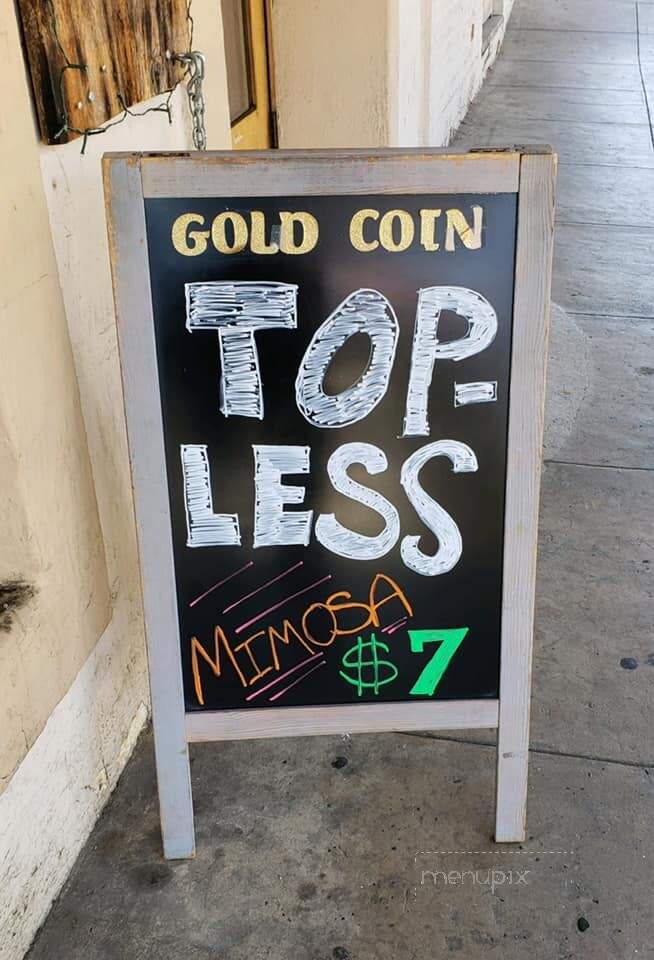 GOLD COIN
TOP-
LESS
MIMOSA
$7
menupix